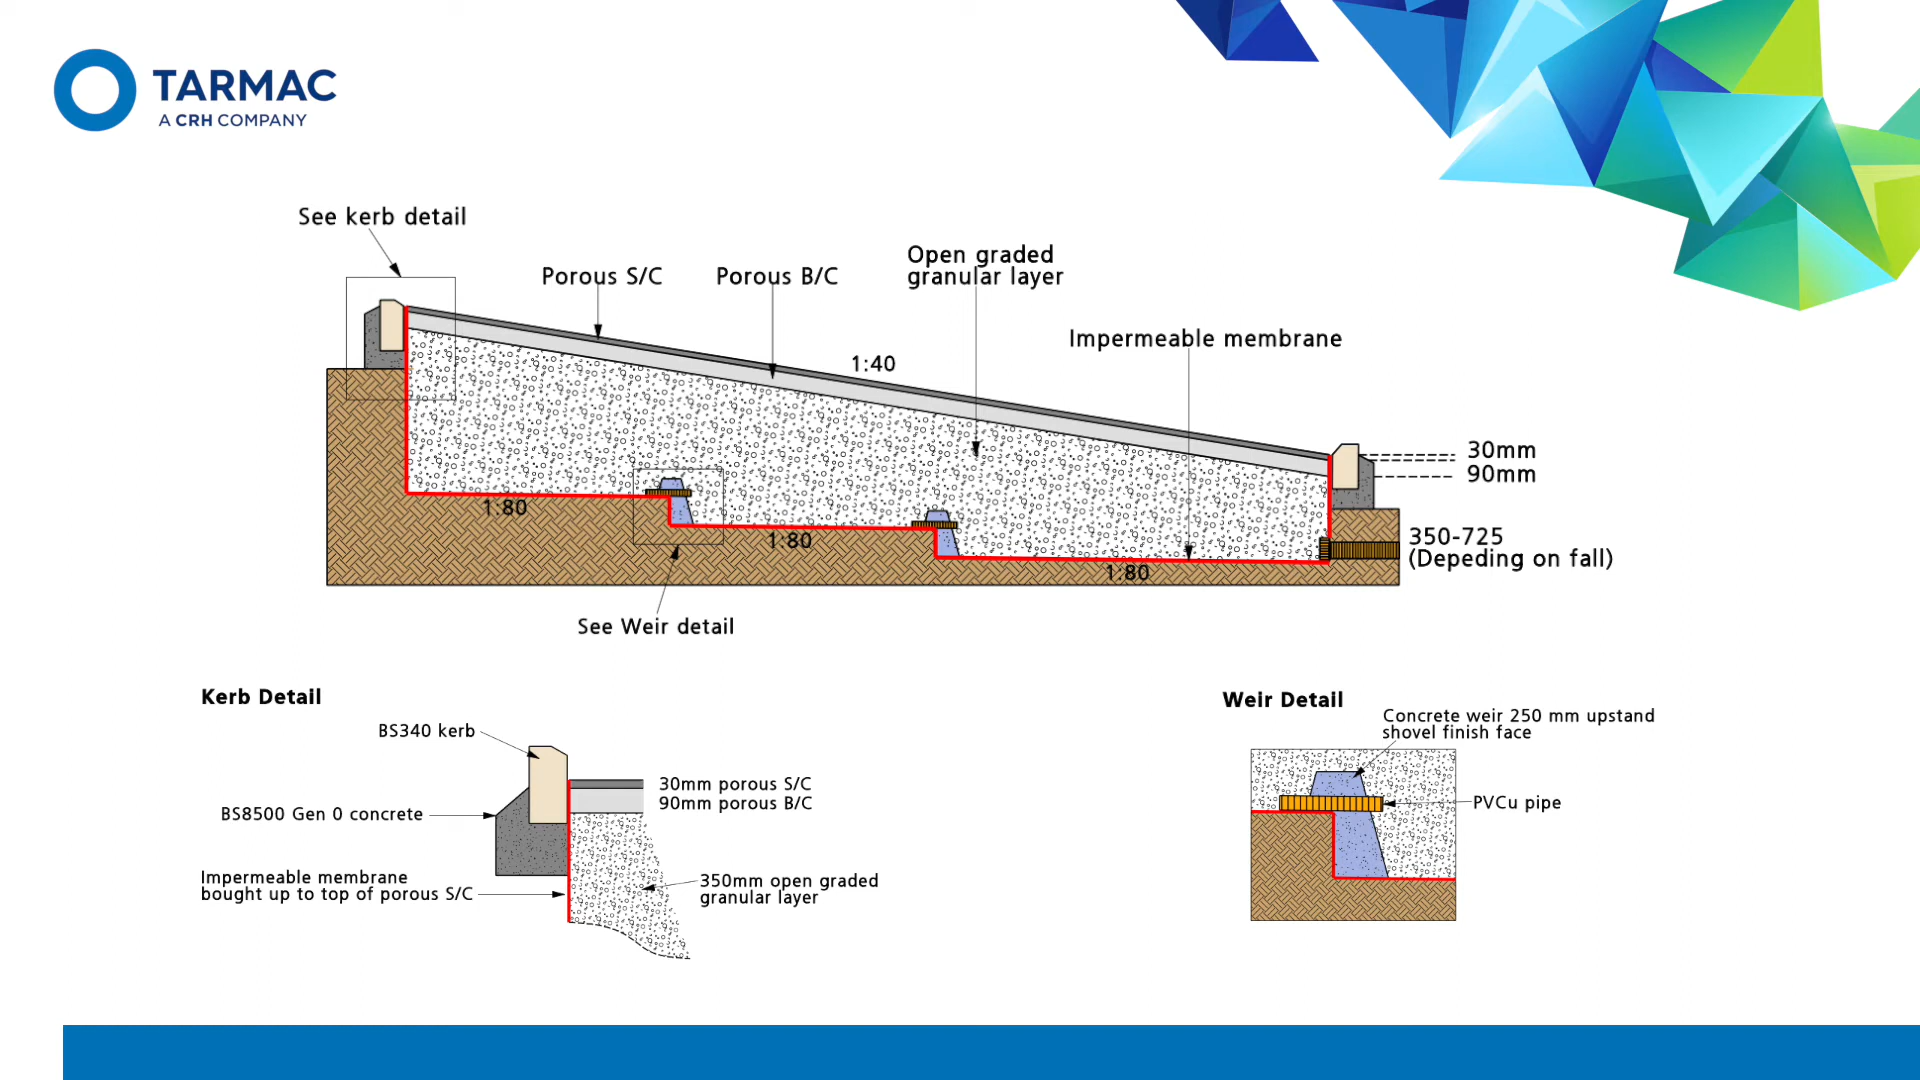 TARMAC
A CRH COMPANY
See kerb detail
Porous S/C
Porous B/C
Open graded
granular layer
Impermeable membrane
1:40
30mm
90mm
1:80
1:80
1:80
350-725
(Depeding on fall)
See Weir detail
Kerb Detail
BS340 kerb
30mm porous S/C
90mm porous B/C
BS8500 Gen 0 concrete
Impermeable membrane
bought up to top of porous S/C
350mm open graded
granular layer
Weir Detail
Concrete weir 250 mm upstand
shovel finish face
PVCu pipe